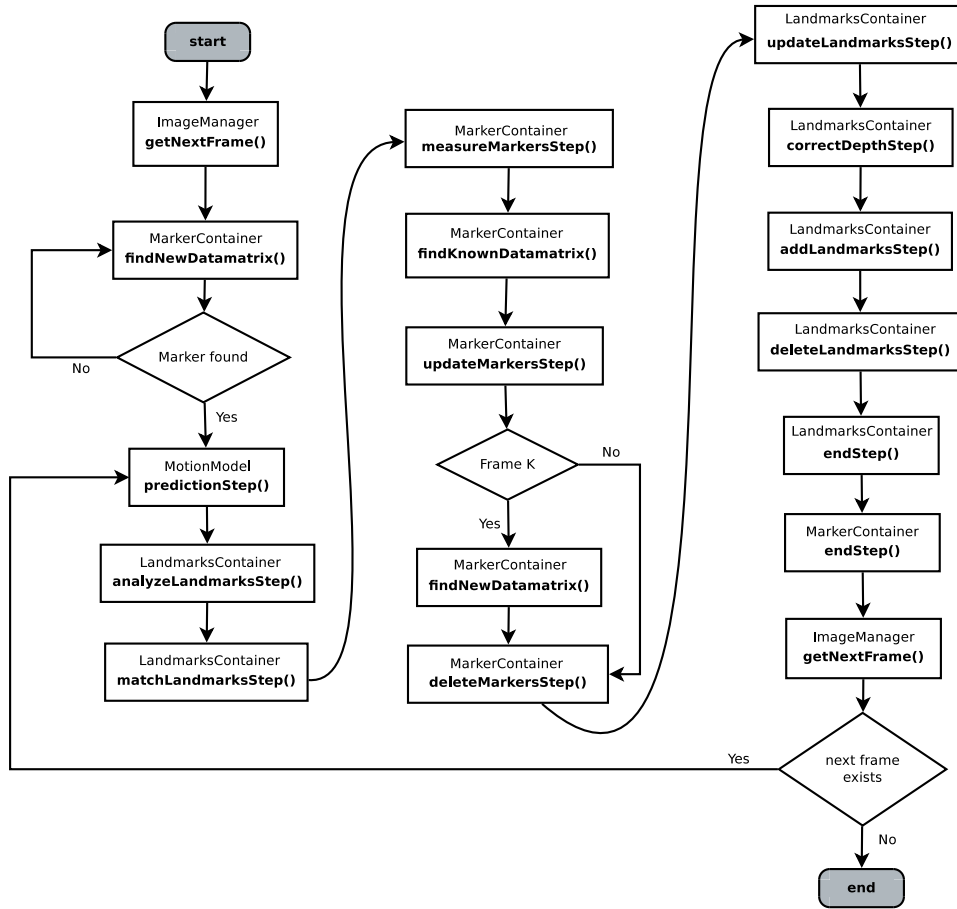 start
ImageManager
getNextFrame()
MarkerContainer
findNewDatamatrix()
Marker found
No
Yes
MotionModel
predictionStep()
LandmarksContainer
analyzeLandmarksStep()
LandmarksContainer
matchLandmarksStep()
MarkerContainer
measureMarkersStep()
MarkerContainer
findKnownDatamatrix()
MarkerContainer
updateMarkersStep()
Frame K
No
Yes
MarkerContainer
findNewDatamatrix()
MarkerContainer
deleteMarkersStep()
LandmarksContainer
updateLandmarksStep()
LandmarksContainer
correctDepthStep()
LandmarksContainer
addLandmarksStep()
LandmarksContainer
deleteLandmarksStep()
LandmarksContainer
endStep()
MarkerContainer
endStep()
ImageManager
getNextFrame()
next frame
exists
Yes
No
end